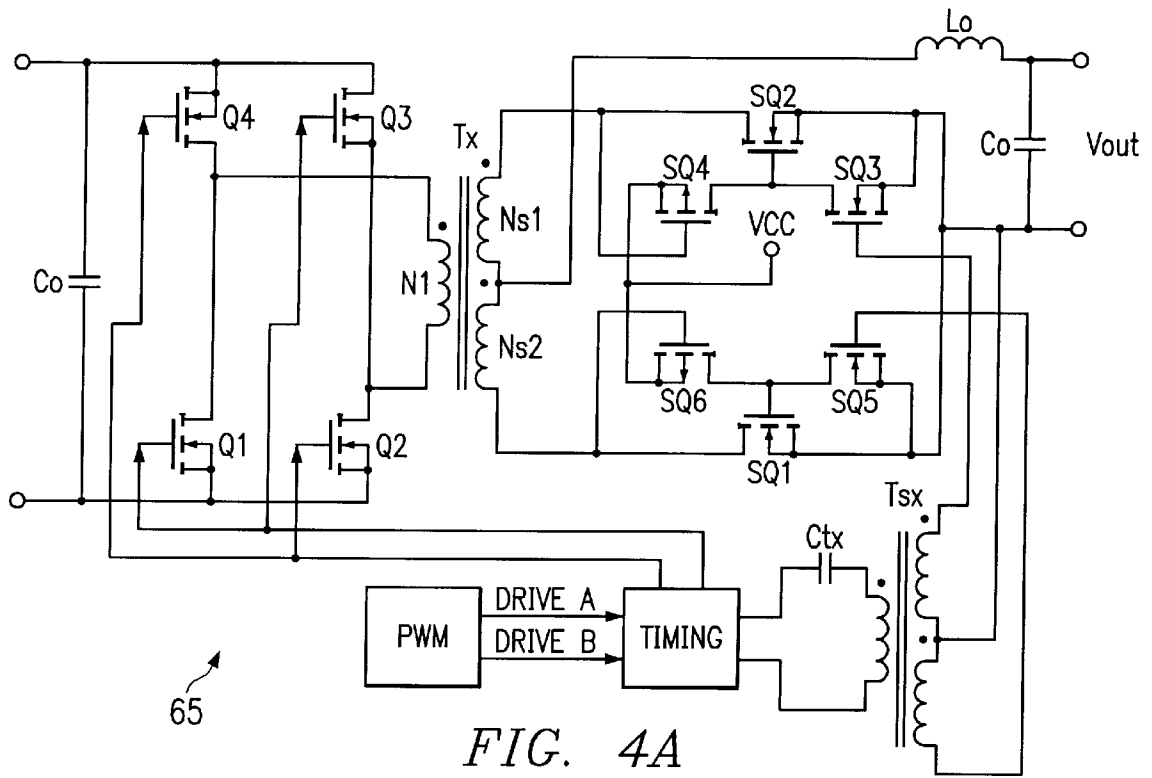 Lo
SQ2
Q4
Q3
Tx
Co
Vout
SQ4
SQ3
Ns1
VCC
Co
N1
Ns2
SQ6
SQ5
Q1
Q2
SQ1
Tsx
Ctx
DRIVE A
PWM
TIMING
DRIVE B
65
FIG. 4A